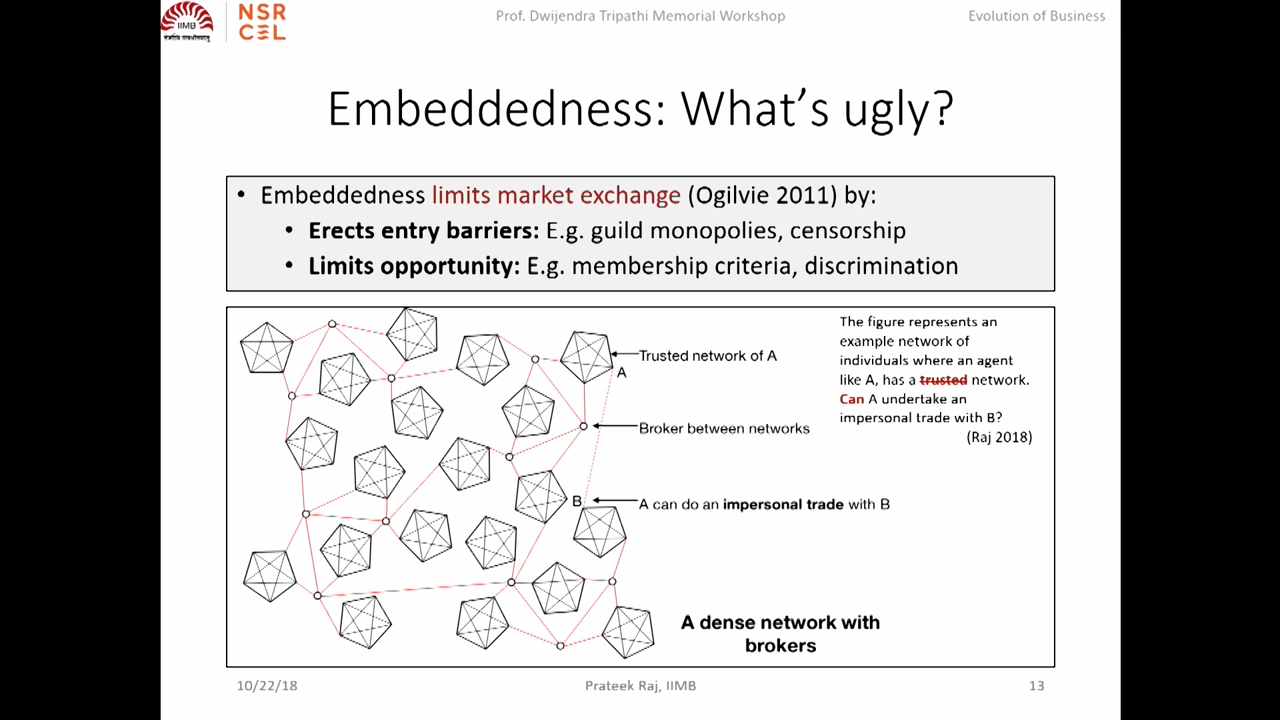 IIMB
NSR
CEL
Prof. Dwijendra Tripathi Memorial Workshop
Evolution of Business
Embeddedness: What's ugly?
• Embeddedness limits market exchange (Ogilvie 2011) by:
• Erects entry barriers: E.g. guild monopolies, censorship
• Limits opportunity: E.g. membership criteria, discrimination
Trusted network of A
A
Broker between networks
B
A can do an impersonal trade with B
A dense network with
brokers
The figure represents an
example network of
individuals where an agent
like A, has a trusted network.
Can A undertake an
impersonal trade with B?
(Raj 2018)
10/22/18
Prateek Raj, IIMB
13